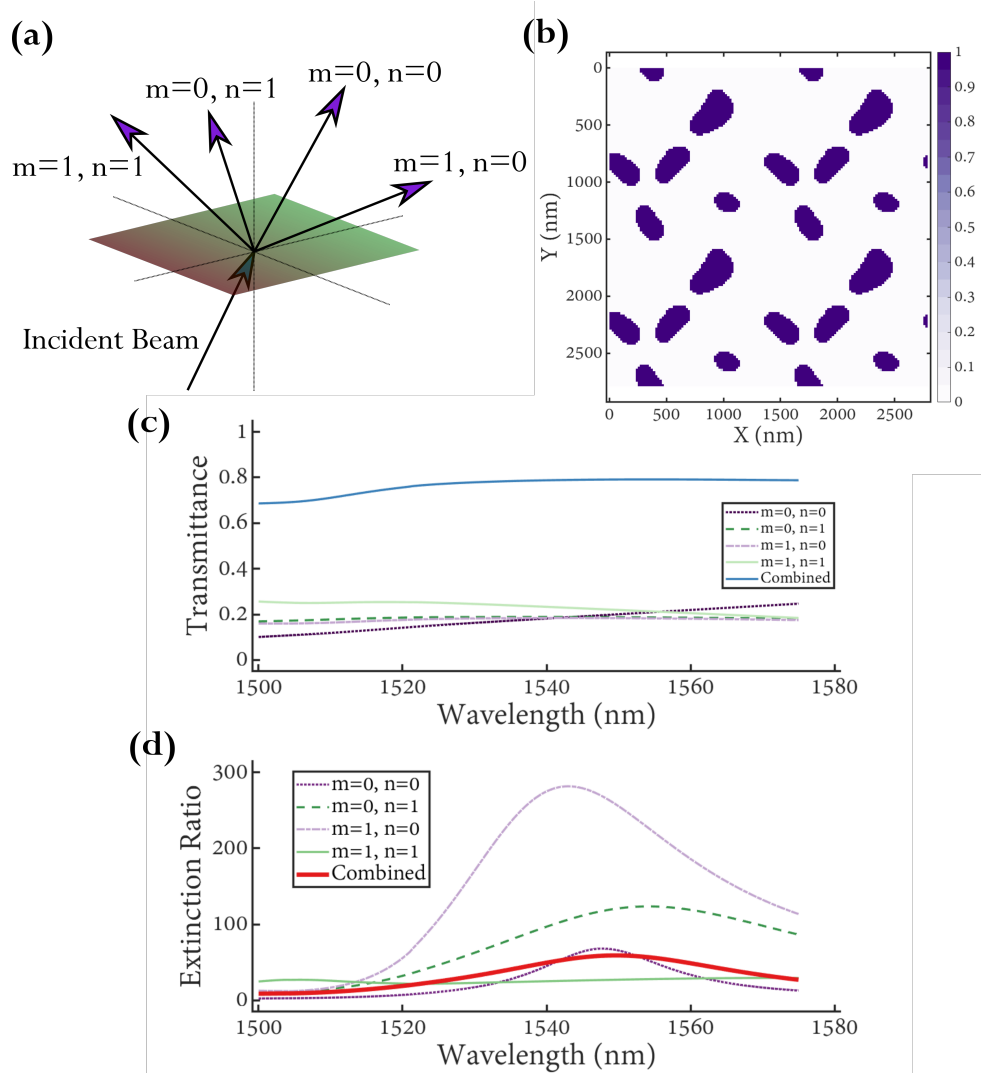 (a)
m=0, n=0
m=0, n=1
m=1, n=1
m=1, n=0
Incident Beam
(b)
0
500
1000
1500
2000
2500
Y (nm)
0
500
1000
1500
2000
2500
X (nm)
1
0.9
0.8
0.7
0.6
0.5
0.4
0.3
0.2
0.1
0
(c)
1
0.8
0.6
0.4
0.2
0
Transmittance
m=0, n=0
m=0, n=1
m=1, n=0
m=1, n=1
Combined
1500
1520
1540
1560
1580
Wavelength (nm)
(d)
300
200
100
0
Extinction Ratio
m=0, n=0
m=0, n=1
m=1, n=0
m=1, n=1
Combined
1500
1520
1540
1560
1580
Wavelength (nm)